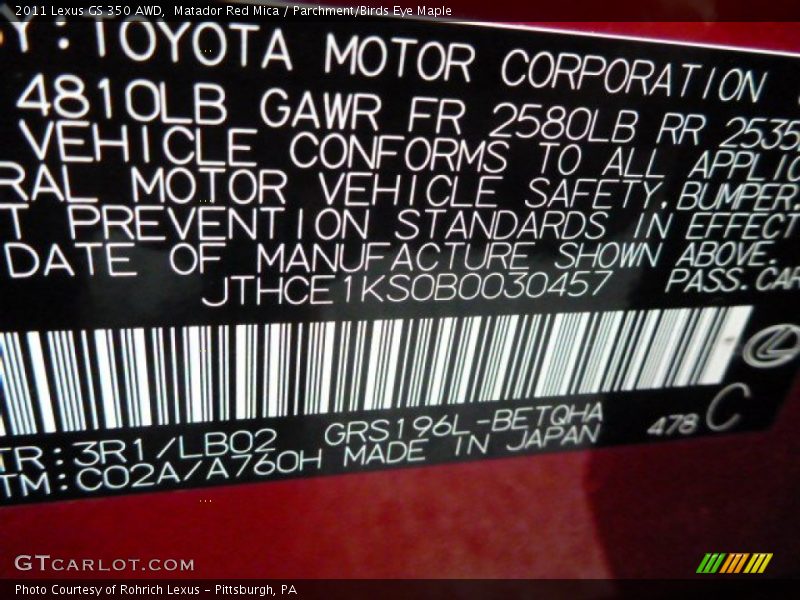 2011 Lexus GS 350 AWD,  Matador Red Mica / Parchment/Birds Eye Maple
Y: TOYOTA MOTOR CORPORATION
4810LB GAWR FR 2580LB RR 2535
VEHICLE CONFORMS TO ALL APPLIC
RAL MOTOR VEHICLE SAFETY, BUMPER,
T PREVENTION STANDARDS IN EFFECT
DATE OF MANUFACTURE SHOWN ABOVE.
JTHCE1KS0B0030457 PASS.CAR
TR: 3R1/LB02 GRS196L-BETQHA 478 C
TM: C02A/A760H MADE IN JAPAN
GTCARLOT.COM
Photo Courtesy of Rohrich Lexus - Pittsburgh, PA